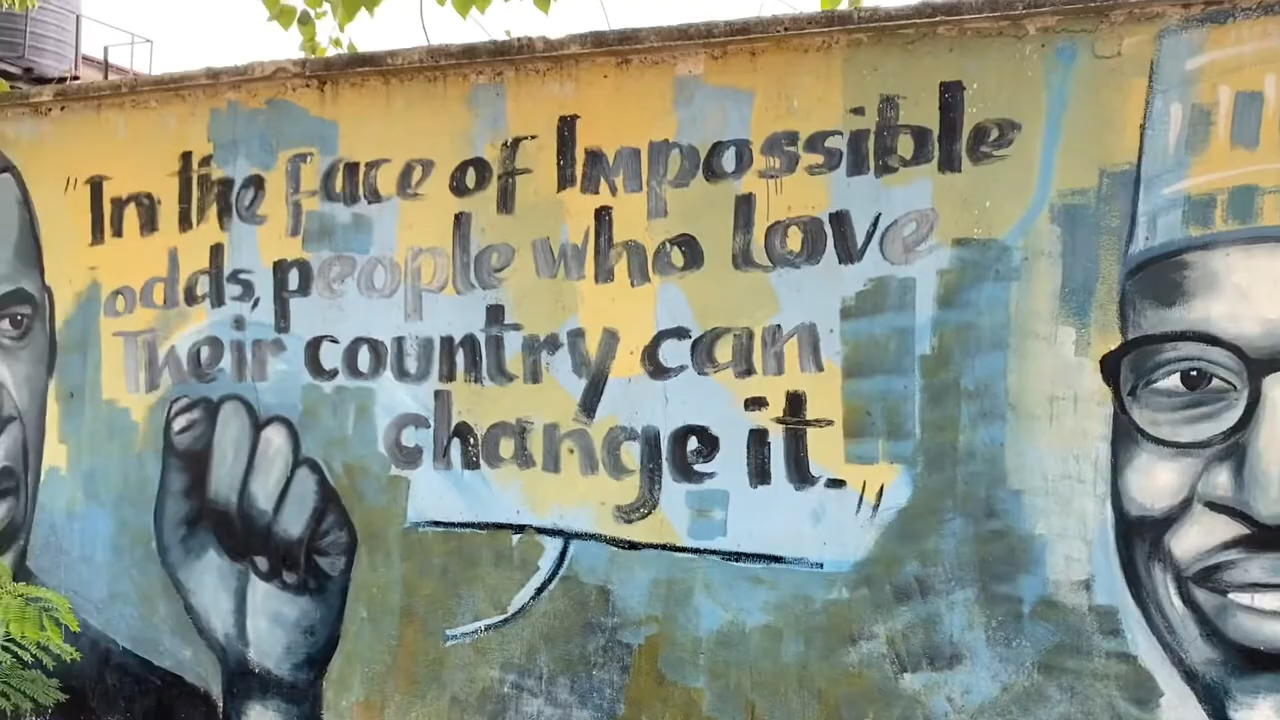 "In the face of Impossible
odds, people who Love
Their country can
change it."